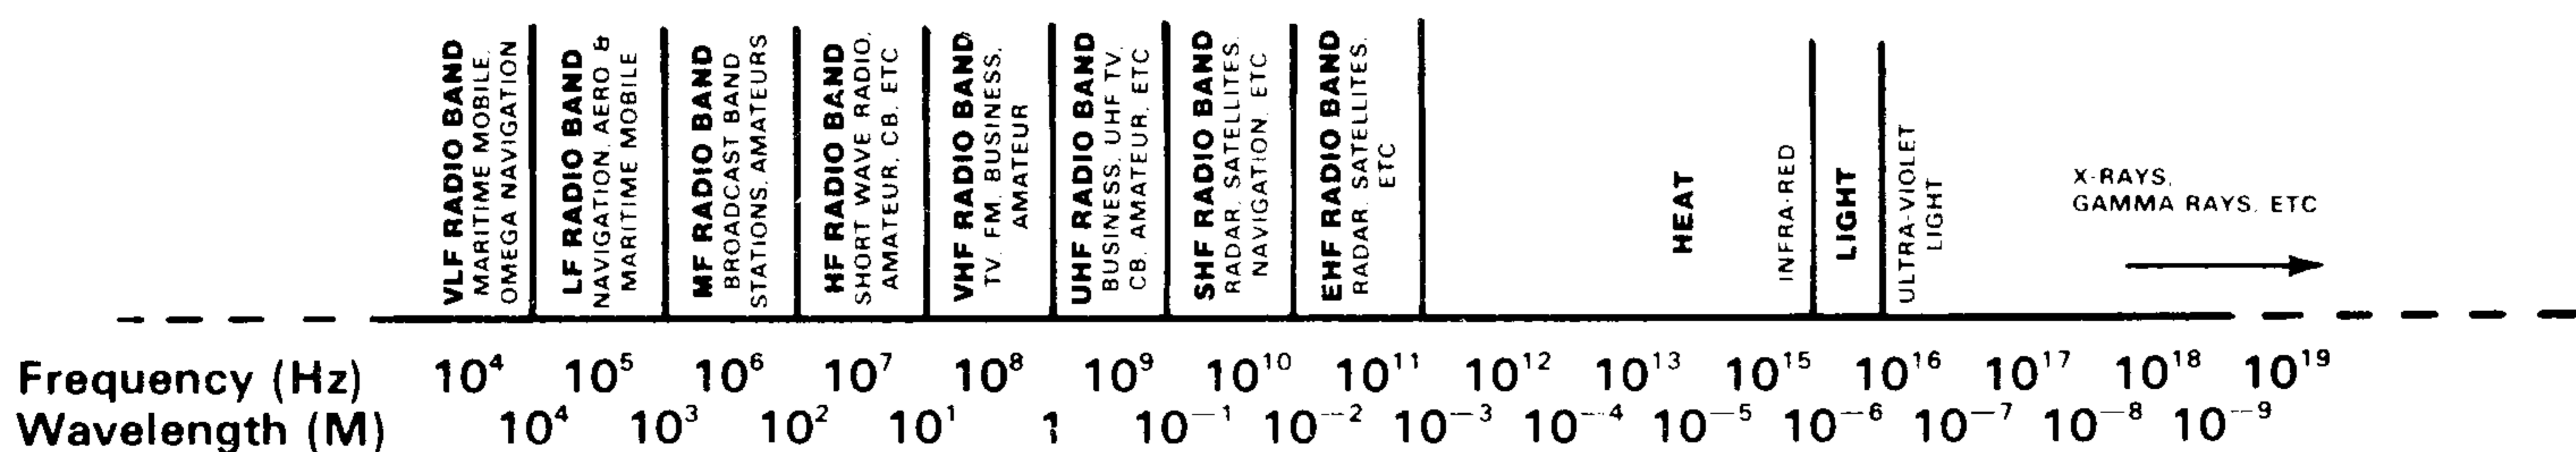 VLF RADIO BAND
MARITIME MOBILE,
OMEGA NAVIGATION
LF RADIO BAND
NAVIGATION, AERO &
MARITIME MOBILE
MF RADIO BAND
BROADCAST BAND
STATIONS, AMATEURS
HF RADIO BAND
SHORT WAVE RADIO,
AMATEUR, CB, ETC
VHF RADIO BAND
TV, FM, BUSINESS,
AMATEUR
UHF RADIO BAND
BUSINESS, UHF TV,
CB, AMATEUR, ETC
SHF RADIO BAND
RADAR, SATELLITES,
NAVIGATION, ETC
EHF RADIO BAND
RADAR, SATELLITES,
ETC
HEAT
INFRA-RED
LIGHT
ULTRA-VIOLET
LIGHT
X-RAYS,
GAMMA RAYS, ETC
Frequency (Hz) 10⁴ 10⁵ 10⁶ 10⁷ 10⁸ 10⁹ 10¹⁰ 10¹¹ 10¹² 10¹³ 10¹⁵ 10¹⁶ 10¹⁷ 10¹⁸ 10¹⁹
Wavelength (M) 10⁴ 10³ 10² 10¹ 1 10⁻¹ 10⁻² 10⁻³ 10⁻⁴ 10⁻⁵ 10⁻⁶ 10⁻⁷ 10⁻⁸ 10⁻⁹